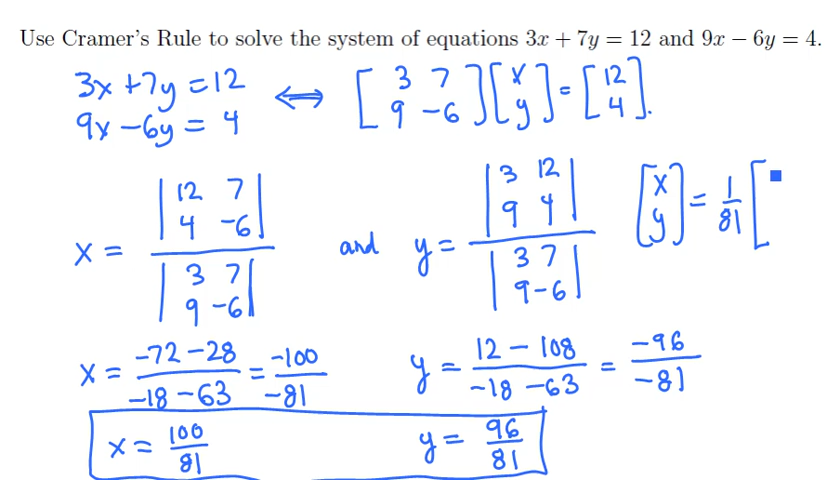 Use Cramer's Rule to solve the system of equations 3x + 7y = 12 and 9x − 6y = 4.
3x + 7y = 12 ⟺ [ 3 7 ] [ x ] = [ 12 ]
9x − 6y = 4 [ 9 −6 ] [ y ] [ 4 ].
x = | 12 7 | and y = | 3 12 | [ x ] = 1/81 [
| 4 −6 | | 9 4 | [ y ]
| 3 7 | | 3 7 |
| 9 −6 | | 9 −6 |
x = −72 − 28 / −18 − 63 = −100 / −81 y = 12 − 108 / −18 − 63 = −96 / −81
x = 100/81 y = 96/81